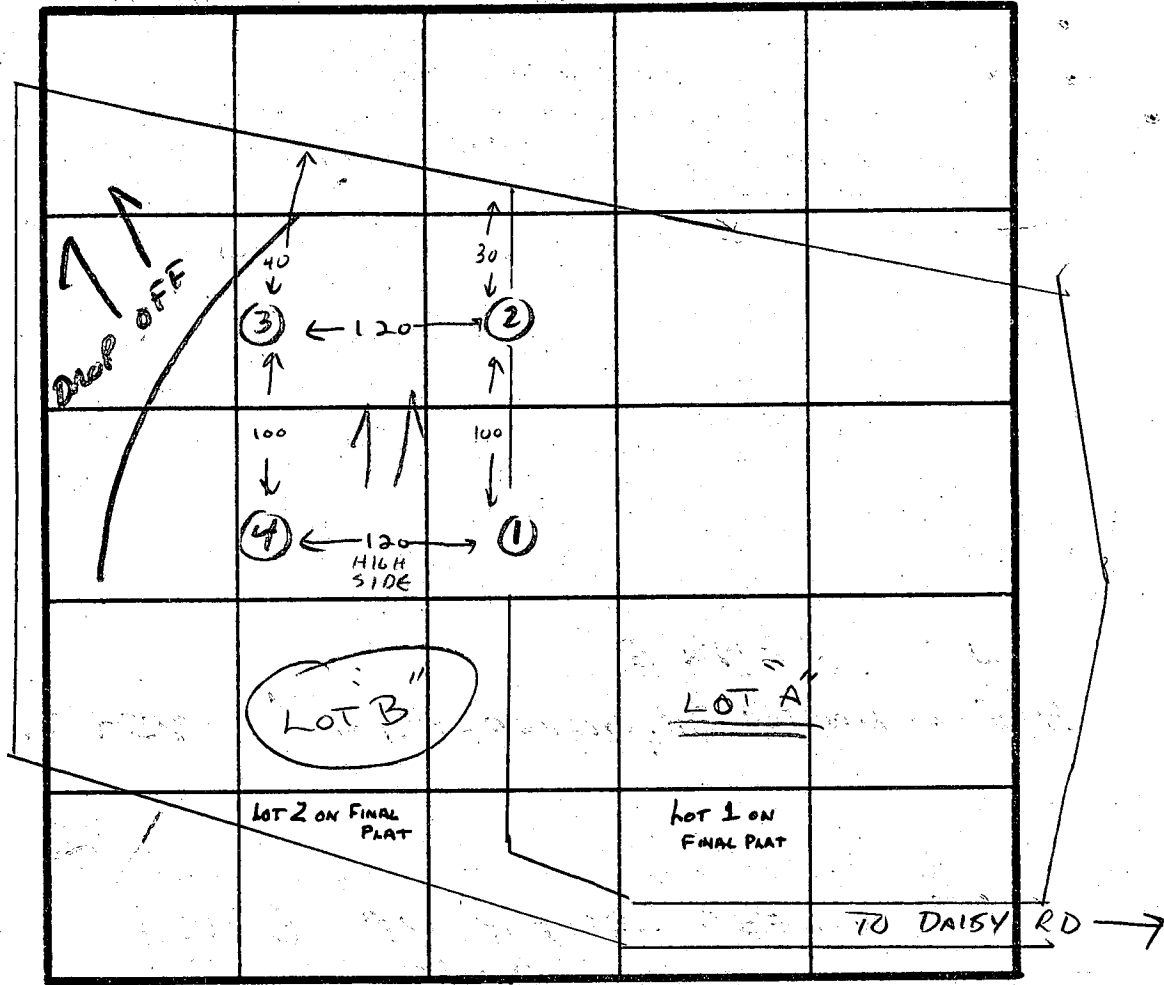 DROP OFF
40
30
3
120
2
100
100
4
120
1
HIGH
SIDE
"LOT B"
LOT "A"
LOT 2 ON FINAL
PLAT
LOT 1 ON
FINAL PLAT
TO DAISY RD